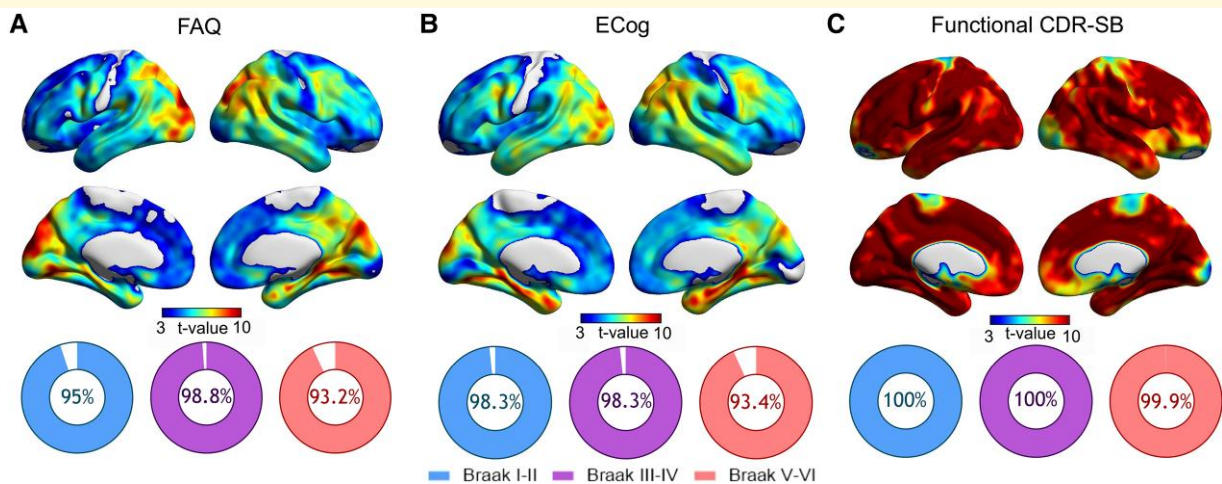 A FAQ
B ECog
C Functional CDR-SB
3 t-value 10
3 t-value 10
3 t-value 10
95% 98.8% 93.2%
98.3% 98.3% 93.4%
100% 100% 99.9%
Braak I-II Braak III-IV Braak V-VI